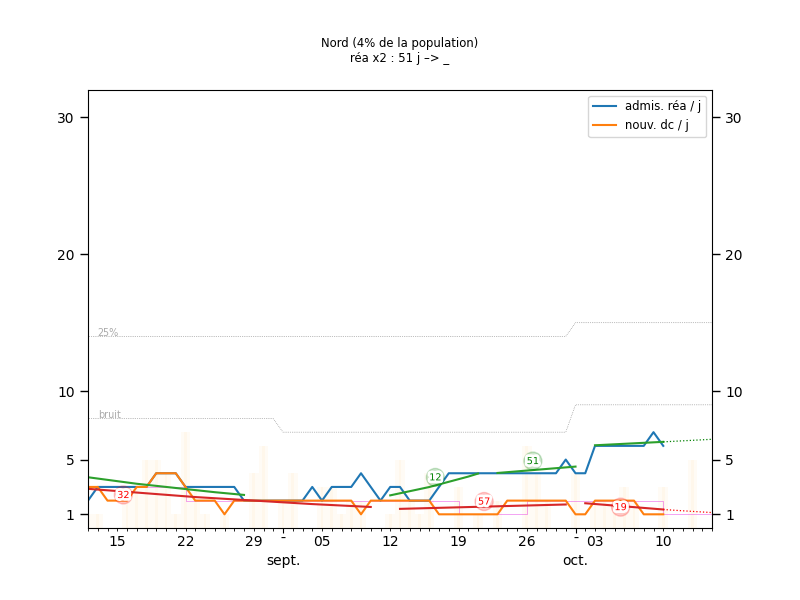 Nord (4% de la population)
réa x2 : 51 j –> _
admis. réa / j
nouv. dc / j
30
30
20
20
25%
10
10
bruit
5
5
51
12
32
57
19
1
1
15 22 29 - 05 12 19 26 - 03 10
sept. oct.